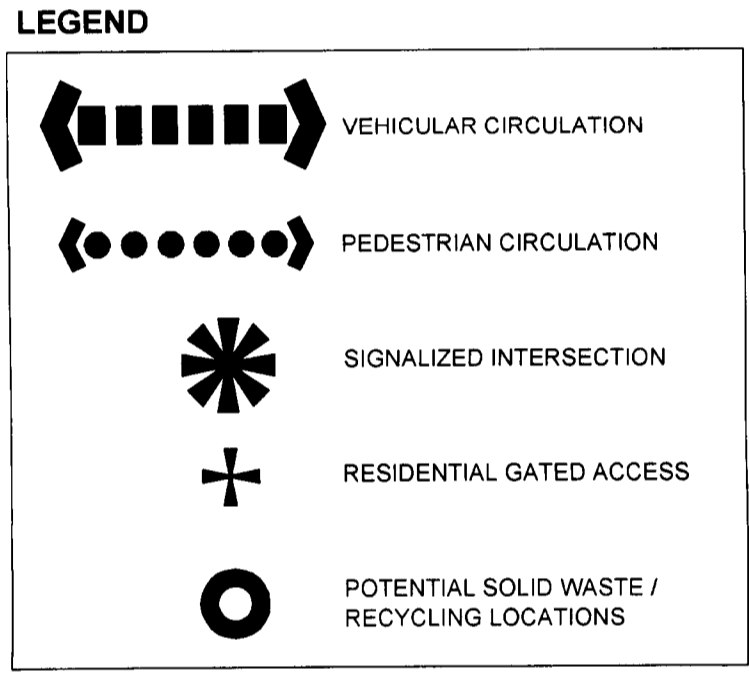 LEGEND
VEHICULAR CIRCULATION
PEDESTRIAN CIRCULATION
SIGNALIZED INTERSECTION
RESIDENTIAL GATED ACCESS
POTENTIAL SOLID WASTE /
RECYCLING LOCATIONS